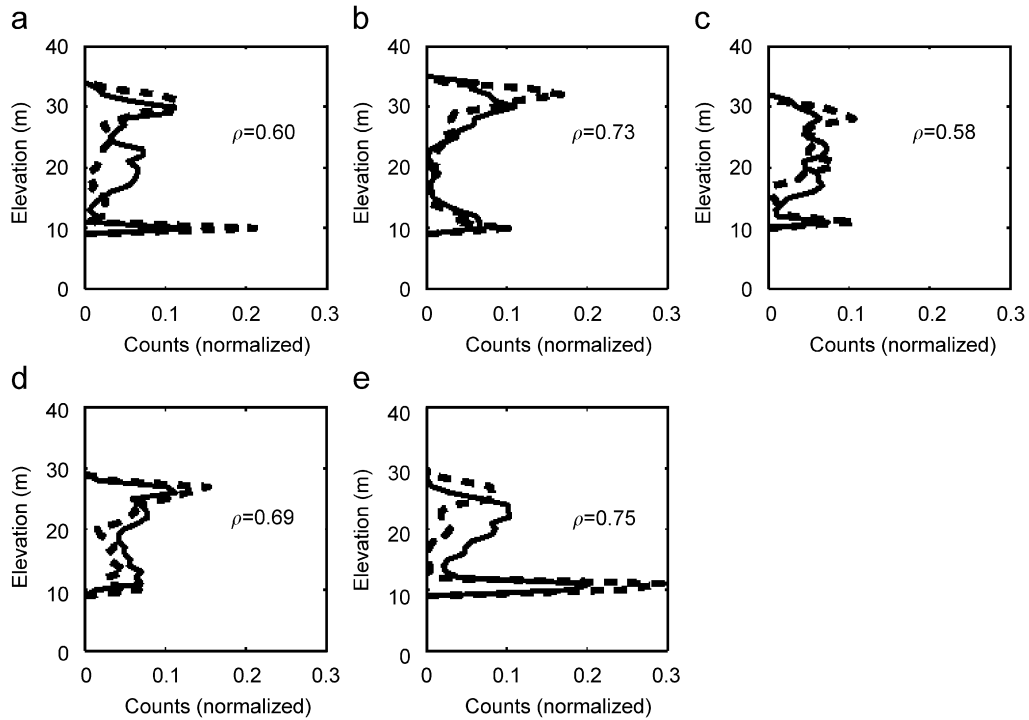 a
b
c
40
30
20
10
0
Elevation (m)
ρ=0.60
0
0.1
0.2
0.3
Counts (normalized)
40
30
20
10
0
Elevation (m)
ρ=0.73
0
0.1
0.2
0.3
Counts (normalized)
40
30
20
10
0
Elevation (m)
ρ=0.58
0
0.1
0.2
0.3
Counts (normalized)
d
e
40
30
20
10
0
Elevation (m)
ρ=0.69
0
0.1
0.2
0.3
Counts (normalized)
40
30
20
10
0
Elevation (m)
ρ=0.75
0
0.1
0.2
0.3
Counts (normalized)